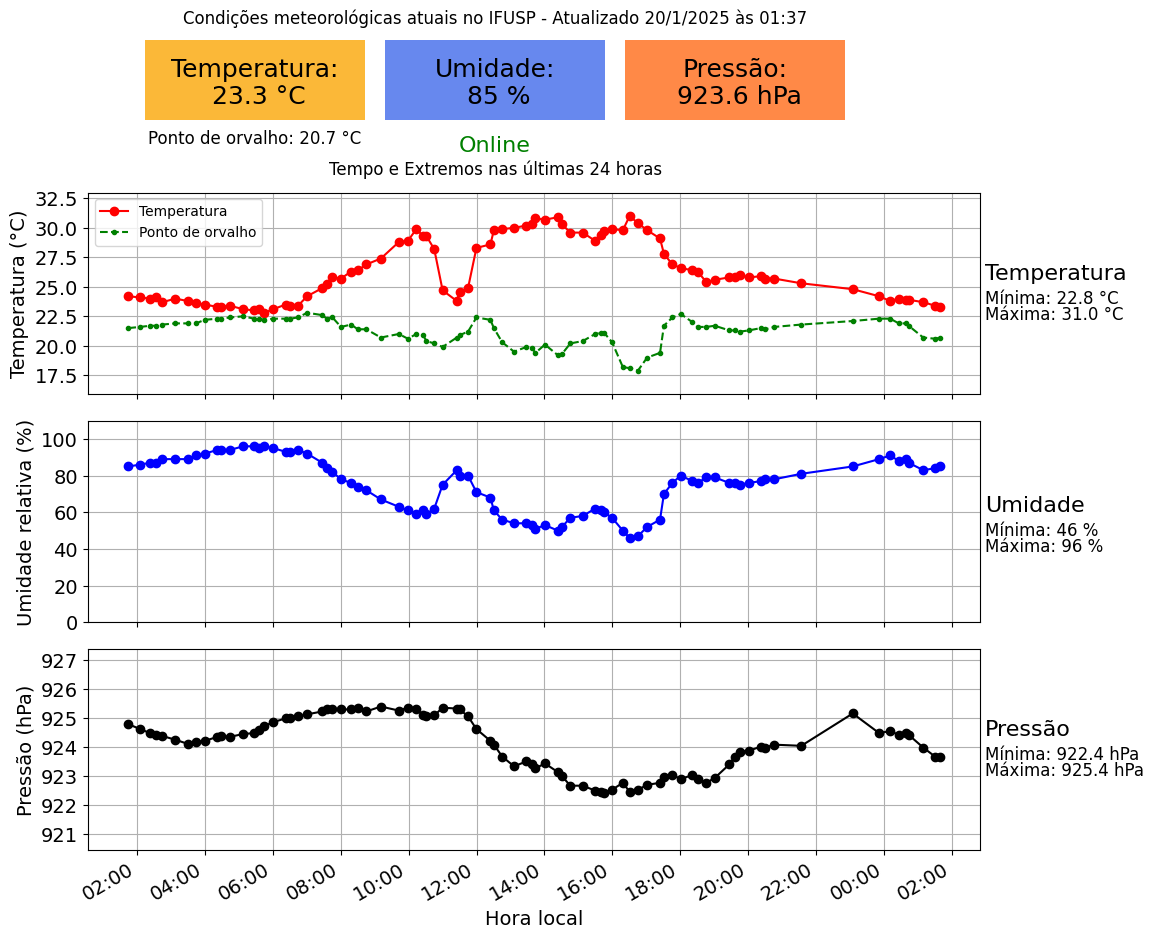 Condições meteorológicas atuais no IFUSP - Atualizado 20/1/2025 às 01:37
Temperatura:
23.3 °C
Umidade:
85 %
Pressão:
923.6 hPa
Ponto de orvalho: 20.7 °C
Online
Tempo e Extremos nas últimas 24 horas
Temperatura (°C)
32.5
30.0
27.5
25.0
22.5
20.0
17.5
Temperatura
Ponto de orvalho
Temperatura
Mínima: 22.8 °C
Máxima: 31.0 °C
Umidade relativa (%)
100
80
60
40
20
0
Umidade
Mínima: 46 %
Máxima: 96 %
Pressão (hPa)
927
926
925
924
923
922
921
Pressão
Mínima: 922.4 hPa
Máxima: 925.4 hPa
02:00 04:00 06:00 08:00 10:00 12:00 14:00 16:00 18:00 20:00 22:00 00:00 02:00
Hora local